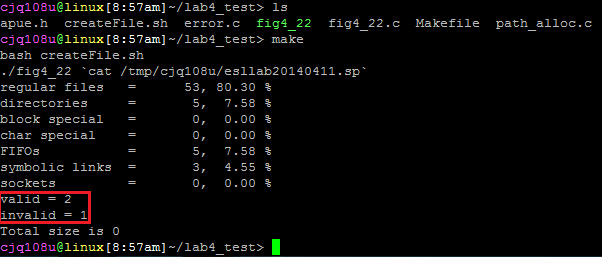 cjq108u@linux[8:57am]~/lab4_test> ls
apue.h  createFile.sh  error.c  fig4_22  fig4_22.c  Makefile  path_alloc.c
cjq108u@linux[8:57am]~/lab4_test> make
bash createFile.sh
./fig4_22 `cat /tmp/cjq108u/esllab20140411.sp`
regular files   =      53, 80.30 %
directories     =       5,  7.58 %
block special   =       0,  0.00 %
char special    =       0,  0.00 %
FIFOs           =       5,  7.58 %
symbolic links  =       3,  4.55 %
sockets         =       0,  0.00 %
valid = 2
invalid = 1
Total size is 0
cjq108u@linux[8:57am]~/lab4_test>